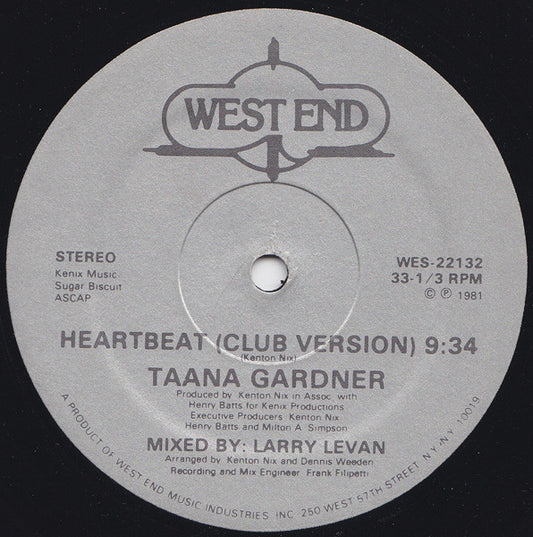 WEST END
STEREO
Kenix Music
Sugar Biscuit
ASCAP
WES-22132
33-1/3 RPM
© ℗ 1981
HEARTBEAT (CLUB VERSION) 9:34
(Kenton Nix)
TAANA GARDNER
Produced by Kenton Nix in Assoc. with
Henry Batts for Kenix Productions
Executive Producers Kenton Nix
Henry Batts and Milton A. Simpson
MIXED BY: LARRY LEVAN
Arranged by Kenton Nix and Dennis Weeden
Recording and Mix Engineer Frank Filipetti
A PRODUCT OF WEST END MUSIC INDUSTRIES, INC. 250 WEST 57TH STREET NY-NY 10019